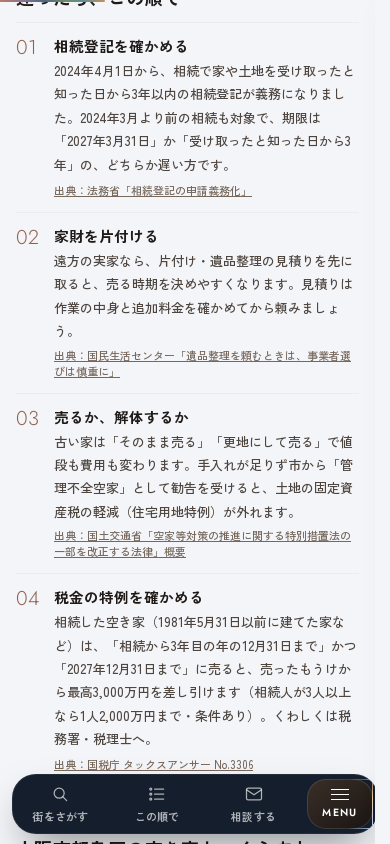 迷ったら、この順で
01 相続登記を確かめる
2024年4月1日から、相続で家や土地を受け取ったと
知った日から3年以内の相続登記が義務になりまし
た。2024年3月より前の相続も対象で、期限は
「2027年3月31日」か「受け取ったと知った日から3
年」の、どちらか遅い方です。
出典：法務省「相続登記の申請義務化」
02 家財を片付ける
遠方の実家なら、片付け・遺品整理の見積りを先に
取ると、売る時期を決めやすくなります。見積りは
作業の中身と追加料金を確かめてから頼みましょ
う。
出典：国民生活センター「遺品整理を頼むときは、事業者選
びは慎重に」
03 売るか、解体するか
古い家は「そのまま売る」「更地にして売る」で値
段も費用も変わります。手入れが足りず市から「管
理不全空家」として勧告を受けると、土地の固定資
産税の軽減（住宅用地特例）が外れます。
出典：国土交通省「空家等対策の推進に関する特別措置法の
一部を改正する法律」概要
04 税金の特例を確かめる
相続した空き家（1981年5月31日以前に建てた家な
ど）は、「相続から3年目の年の12月31日まで」かつ
「2027年12月31日まで」に売ると、売ったもうけか
ら最高3,000万円を差し引けます（相続人が3人以上
なら1人2,000万円まで・条件あり）。くわしくは税
務署・税理士へ。
出典：国税庁 タックスアンサー No.3306
街をさがす
この順で
相談する
MENU